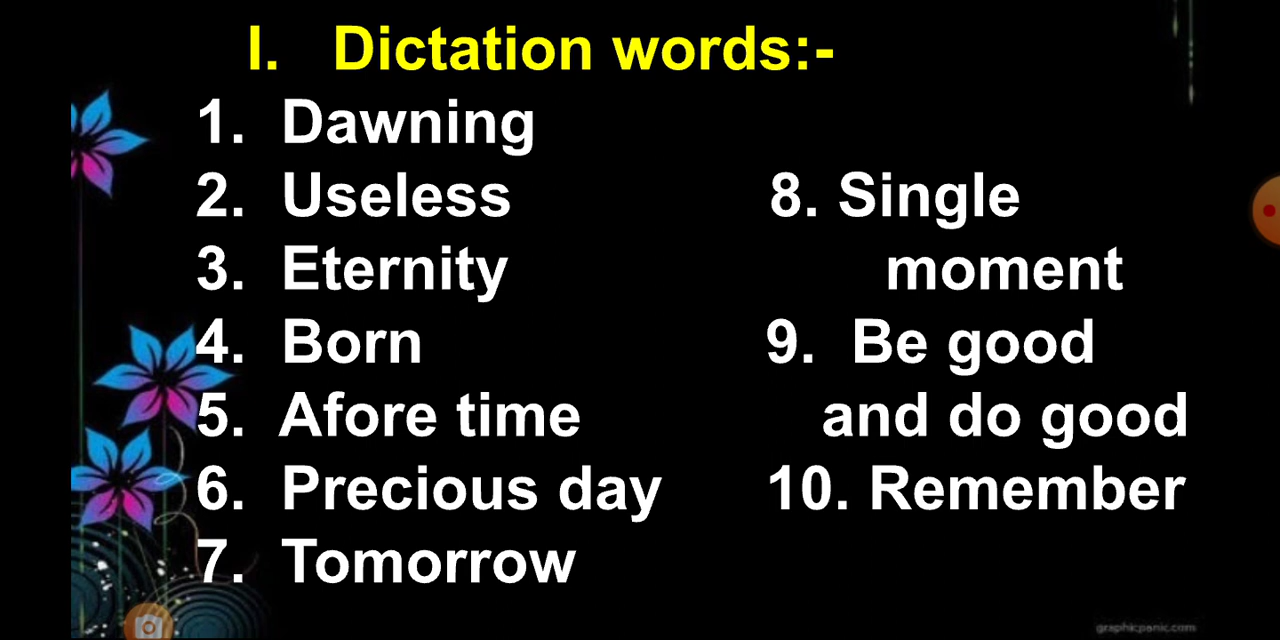 I. Dictation words:-
1. Dawning
2. Useless
3. Eternity
4. Born
5. Afore time
6. Precious day
7. Tomorrow
8. Single
moment
9. Be good
and do good
10. Remember
graphicpanic.com